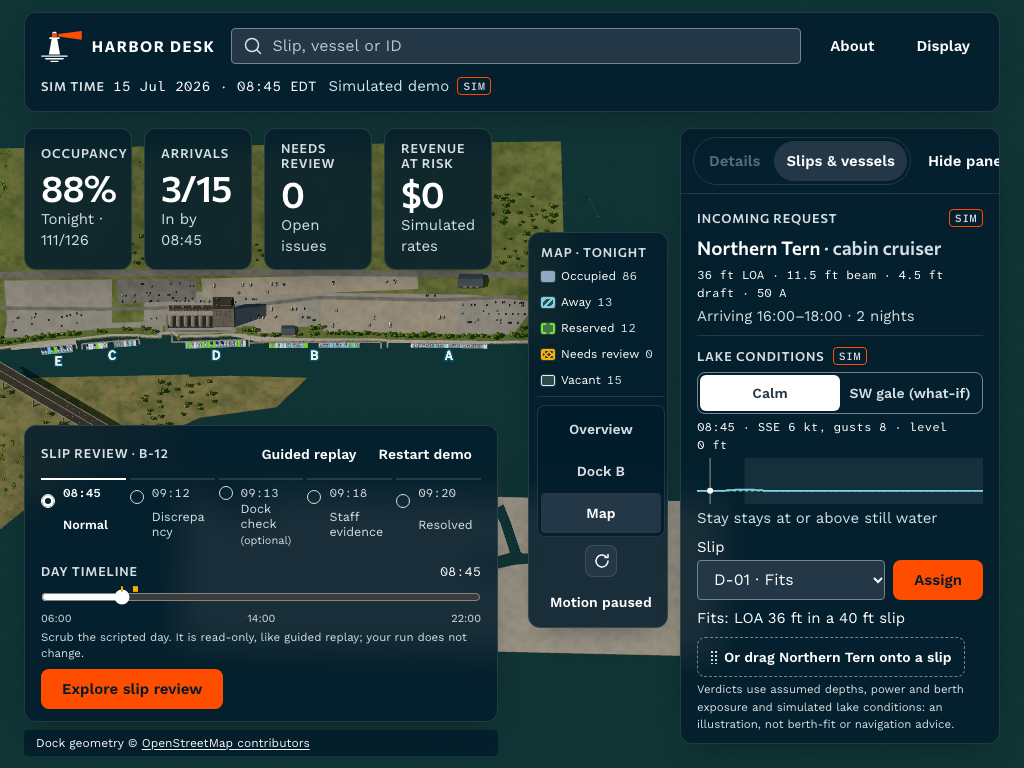 HARBOR DESK
Slip, vessel or ID
About
Display
SIM TIME 15 Jul 2026 · 08:45 EDT Simulated demo SIM
OCCUPANCY
88%
Tonight ·
111/126
ARRIVALS
3/15
In by
08:45
NEEDS
REVIEW
0
Open
issues
REVENUE
AT RISK
$0
Simulated
rates
E
C
D
B
A
MAP · TONIGHT
Occupied 86
Away 13
Reserved 12
Needs review 0
Vacant 15
Overview
Dock B
Map
Motion paused
SLIP REVIEW · B-12
Guided replay
Restart demo
08:45
Normal
09:12
Discrepa
ncy
09:13
Dock
check
(optional)
09:18
Staff
evidence
09:20
Resolved
DAY TIMELINE
08:45
06:00
14:00
22:00
Scrub the scripted day. It is read-only, like guided replay; your run does not
change.
Explore slip review
Dock geometry © OpenStreetMap contributors
Details
Slips & vessels
Hide pane
INCOMING REQUEST SIM
Northern Tern · cabin cruiser
36 ft LOA · 11.5 ft beam · 4.5 ft
draft · 50 A
Arriving 16:00–18:00 · 2 nights
LAKE CONDITIONS SIM
Calm
SW gale (what-if)
08:45 · SSE 6 kt, gusts 8 · level
0 ft
Stay stays at or above still water
Slip
D-01 · Fits
Assign
Fits: LOA 36 ft in a 40 ft slip
Or drag Northern Tern onto a slip
Verdicts use assumed depths, power and berth
exposure and simulated lake conditions: an
illustration, not berth-fit or navigation advice.